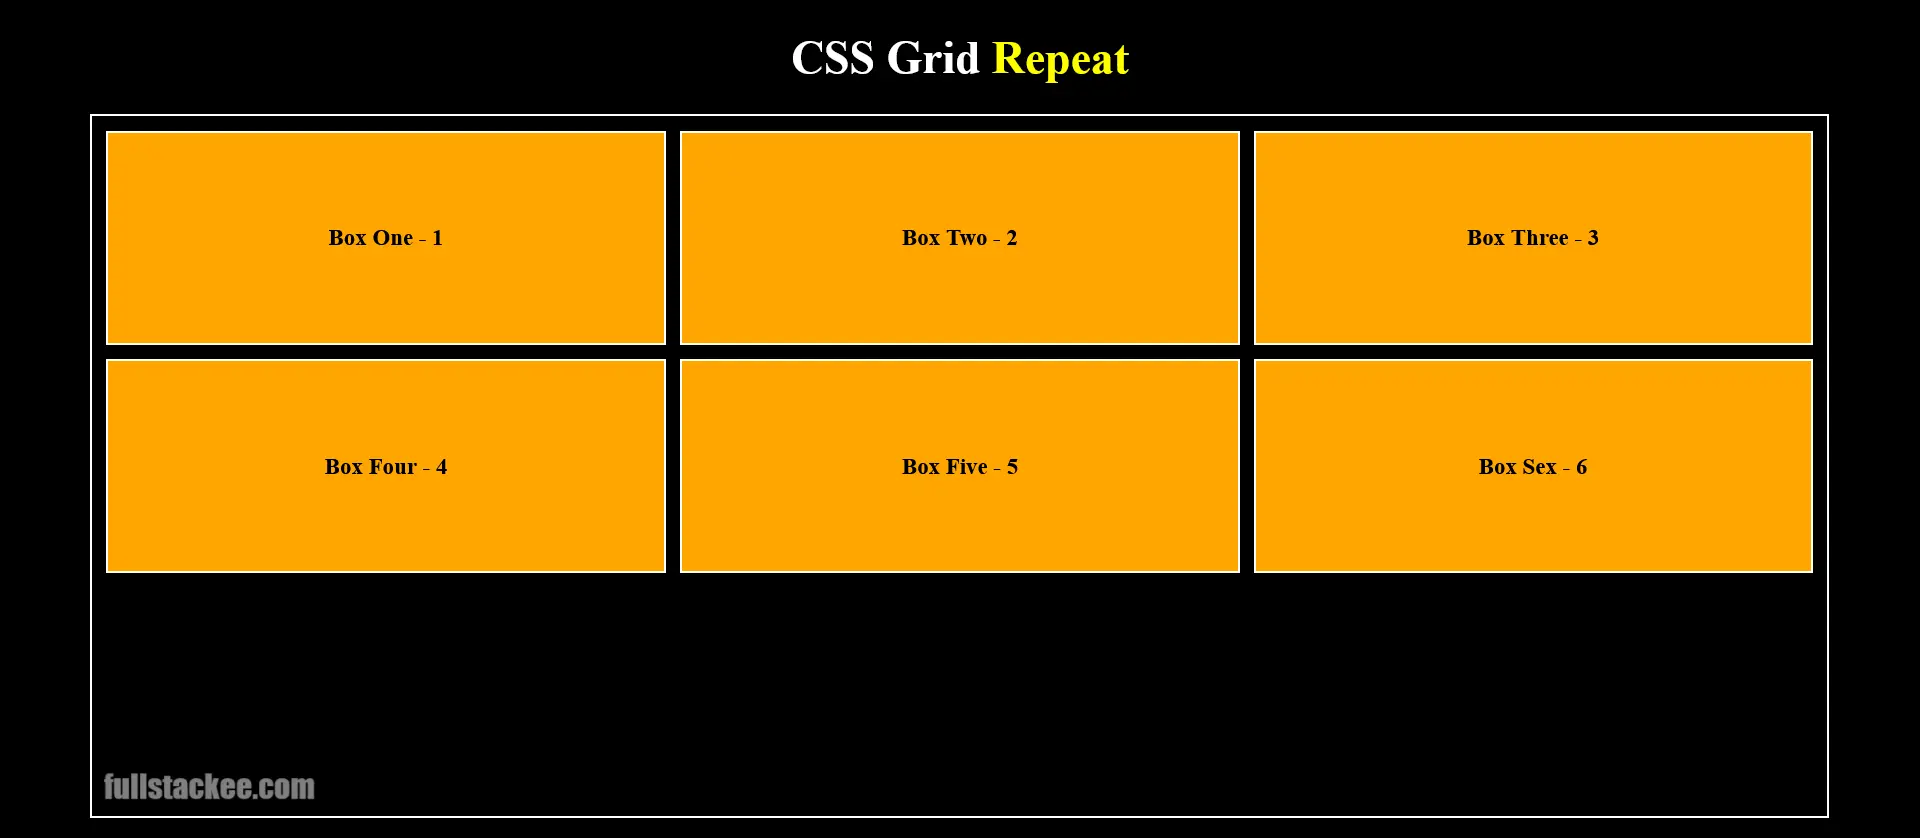 CSS Grid Repeat
Box One - 1
Box Two - 2
Box Three - 3
Box Four - 4
Box Five - 5
Box Sex - 6
fullstackee.com